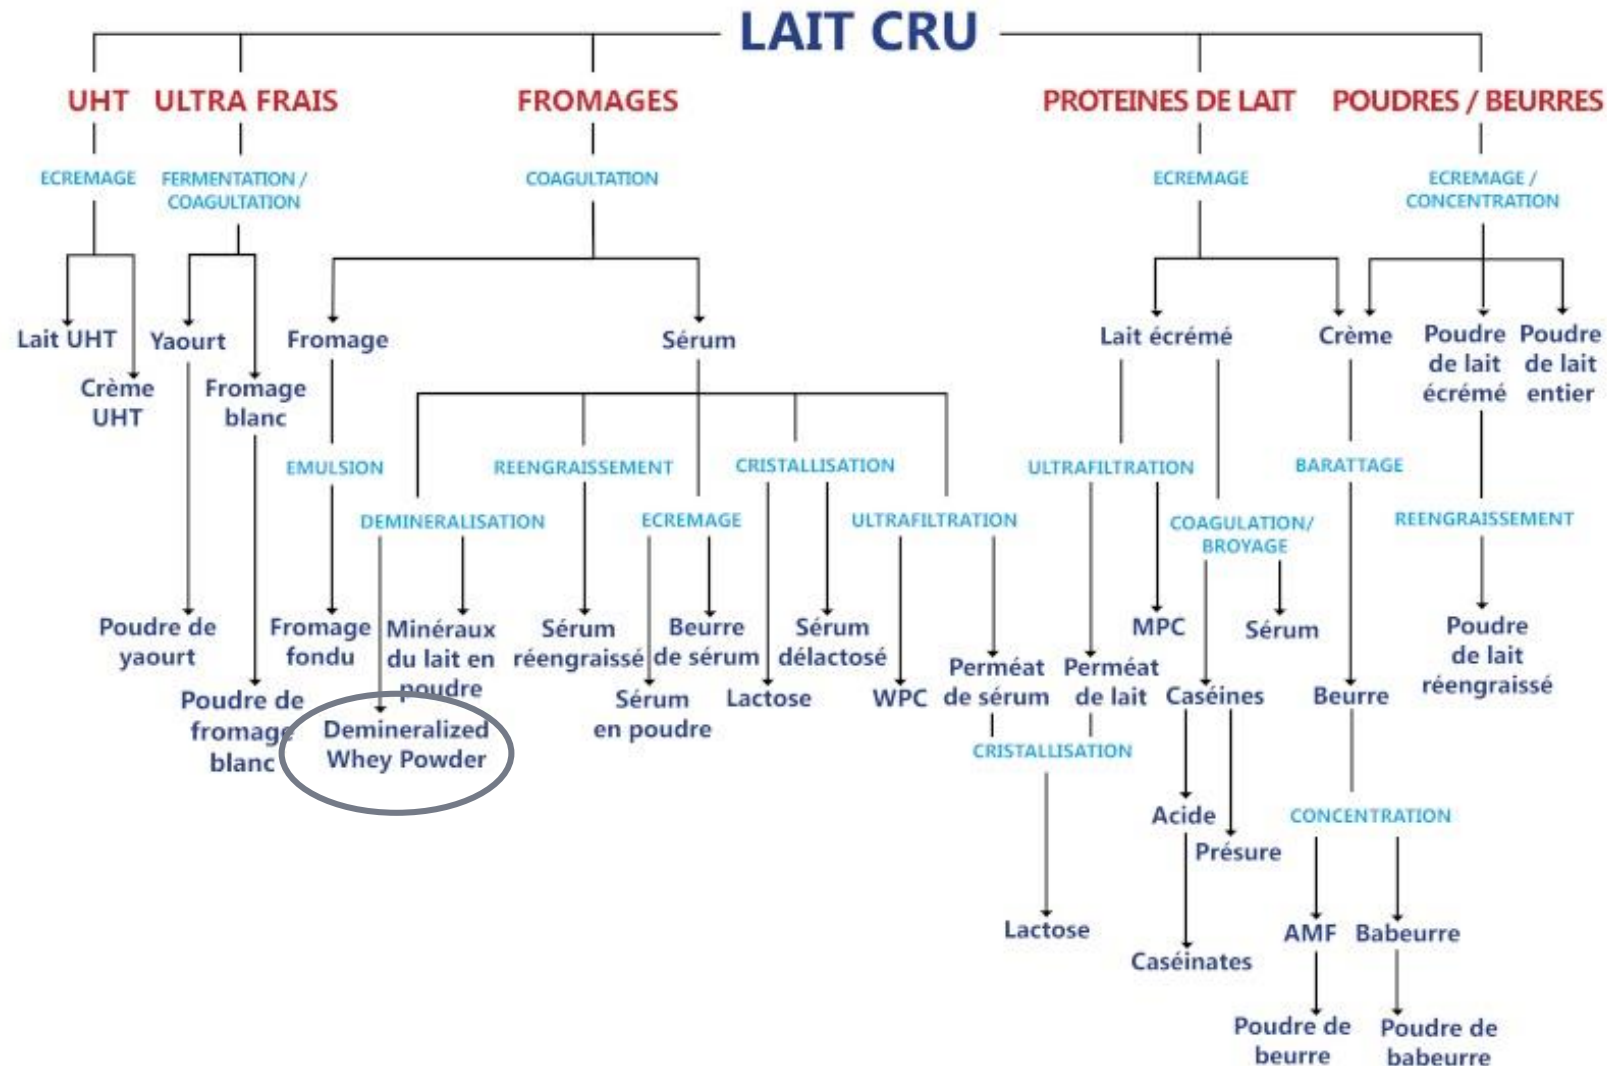 LAIT CRU
UHT
ULTRA FRAIS
FROMAGES
PROTEINES DE LAIT
POUDRES / BEURRES
ECREMAGE
FERMENTATION /
COAGULTATION
COAGULTATION
ECREMAGE
ECREMAGE /
CONCENTRATION
Lait UHT
Yaourt
Fromage
Sérum
Lait écrémé
Crème
Poudre
de lait
écrémé
Poudre
de lait
entier
Crème
UHT
Fromage
blanc
EMULSION
REENGRAISSEMENT
CRISTALLISATION
ULTRAFILTRATION
BARATTAGE
DEMINERALISATION
ECREMAGE
ULTRAFILTRATION
COAGULATION/
BROYAGE
REENGRAISSEMENT
Poudre de
yaourt
Fromage
fondu
Minéraux
du lait en
poudre
Sérum
réengraissé
Beurre
de sérum
Sérum
délactosé
MPC
Sérum
Poudre
de lait
réengraissé
Perméat
de sérum
Perméat
de lait
Poudre de
fromage
blanc
Demineralized
Whey Powder
Sérum
en poudre
Lactose
WPC
Caséines
Beurre
CRISTALLISATION
Acide
Présure
CONCENTRATION
Lactose
Caséinates
AMF
Babeurre
Poudre de
beurre
Poudre de
babeurre